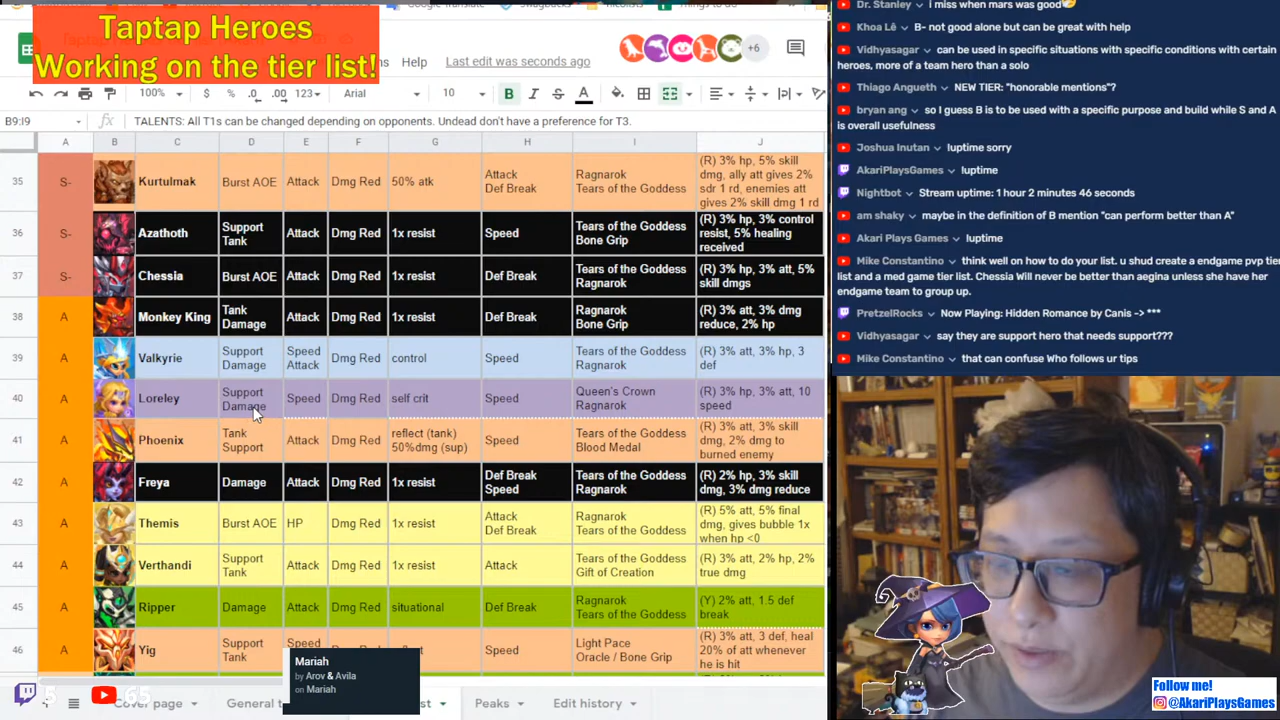 Taptap Heroes
Working on the tier list!
Help
Last edit was seconds ago
+6
100%
$
%
.0
.00
123
Arial
10
B
I
S
A
B9:I9
fx
TALENTS: All T1s can be changed depending on opponents. Undead don't have a preference for T3.
A B C D E F G H I J
35 S- Kurtulmak Burst AOE Attack Dmg Red 50% atk Attack
Def Break Ragnarok
Tears of the Goddess (R) 3% hp, 5% skill
dmg, ally att gives 2%
sdr 1 rd, enemies att
gives 2% skill dmg 1 rd
36 S- Azathoth Support
Tank Attack Dmg Red 1x resist Speed Tears of the Goddess
Bone Grip (R) 3% hp, 3% control
resist, 5% healing
received
37 S- Chessia Burst AOE Attack Dmg Red 1x resist Def Break Tears of the Goddess
Ragnarok (R) 3% hp, 3% att, 5%
skill dmgs
38 A Monkey King Tank
Damage Attack Dmg Red 1x resist Def Break Ragnarok
Bone Grip (R) 3% att, 3% dmg
reduce, 2% hp
39 A Valkyrie Support
Damage Speed
Attack Dmg Red control Speed Tears of the Goddess
Ragnarok (R) 3% att, 3% hp, 3
def
40 A Loreley Support
Damage Speed Dmg Red self crit Speed Queen's Crown
Ragnarok (R) 3% hp, 3% att, 10
speed
41 A Phoenix Tank
Support Attack Dmg Red reflect (tank)
50%dmg (sup) Speed Tears of the Goddess
Blood Medal (R) 3% att, 3% skill
dmg, 2% dmg to
burned enemy
42 A Freya Damage Attack Dmg Red 1x resist Def Break
Speed Tears of the Goddess
Ragnarok (R) 2% hp, 3% skill
dmg, 3% dmg reduce
43 A Themis Burst AOE HP Dmg Red 1x resist Attack
Def Break Ragnarok
Tears of the Goddess (R) 5% att, 5% final
dmg, gives bubble 1x
when hp <0
44 A Verthandi Support
Tank Attack Dmg Red 1x resist Attack Tears of the Goddess
Gift of Creation (R) 3% att, 2% hp, 2%
true dmg
45 A Ripper Damage Attack Dmg Red situational Def Break Ragnarok
Tears of the Goddess (Y) 2% att, 1.5 def
break
46 A Yig Support
Tank Speed Speed Light Pace
Oracle / Bone Grip (R) 3% att, 3 def, heal
20% of att whenever
he is hit
Mariah
by Arov & Avila
on Mariah
5
65
Cover page
General
Peaks
Edit history
Dr. Stanley I miss when mars was good
Khoa Lê B- not good alone but can be great with help
Vidhyasagar can be used in specific situations with specific conditions with certain
heroes, more of a team hero than a solo
Thiago Angueth NEW TIER: "honorable mentions"?
bryan ang so I guess B is to be used with a specific purpose and build while S and A
is overall usefulness
Joshua Inutan !uptime sorry
AkariPlaysGames !uptime
Nightbot Stream uptime: 1 hour 2 minutes 46 seconds
am shaky maybe in the definition of B mention "can perform better than A"
Akari Plays Games !uptime
Mike Constantino think well on how to do your list. u shud create a endgame pvp tier
list and a med game tier list. Chessia Will never be better than aegina unless she have her
endgame team to group up.
PretzelRocks Now Playing: Hidden Romance by Canis -> ***
Vidhyasagar say they are support hero that needs support???
Mike Constantino that can confuse Who follows ur tips
Follow me!
@AkariPlaysGames